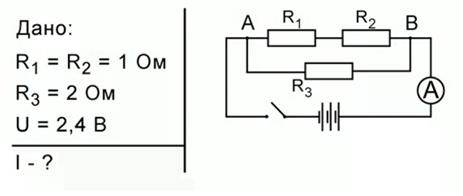 Дано:
R₁ = R₂ = 1 Ом
R₃ = 2 Ом
U = 2,4 В
I - ?
A R₁ R₂ B
R₃
A